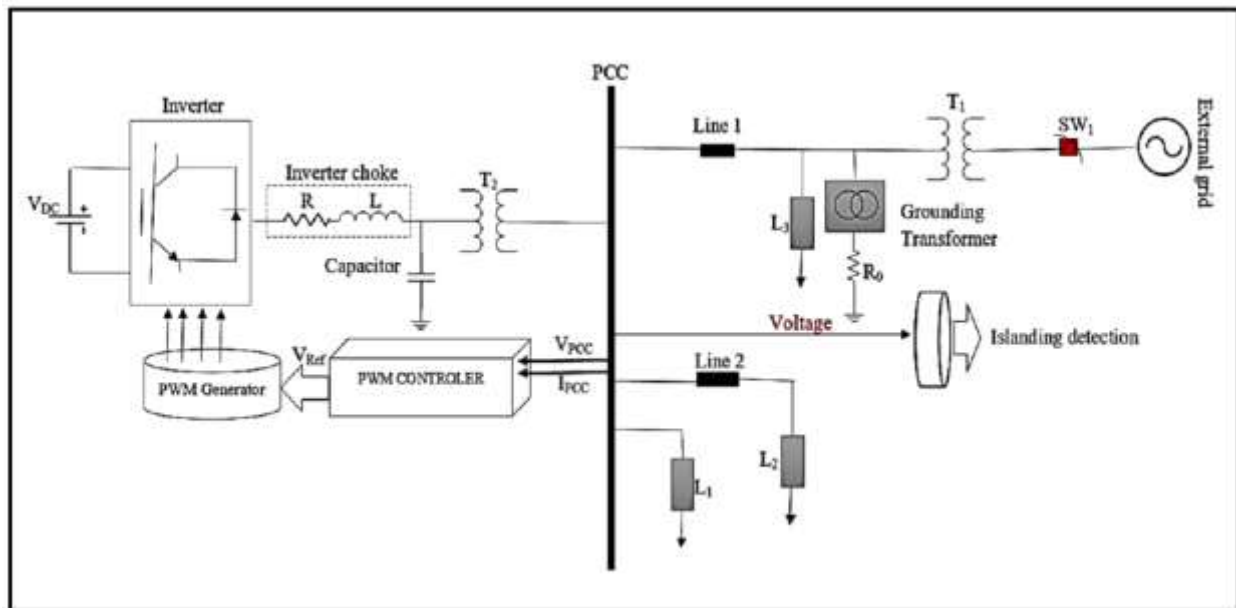 PCC
Inverter
T1
SW1
External grid
Line 1
Inverter choke
T2
R
L
VDC
+
-
L3
Grounding
Transformer
Capacitor
R0
Voltage
Islanding detection
VRef
VPCC
PWM Generator
PWM CONTROLER
IPCC
Line 2
L2
L1